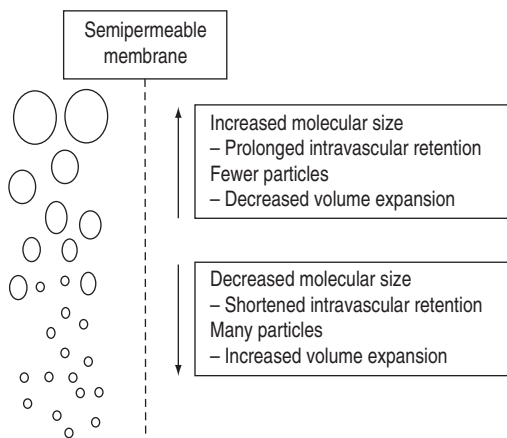 Semipermeable
membrane
Increased molecular size
– Prolonged intravascular retention
Fewer particles
– Decreased volume expansion
Decreased molecular size
– Shortened intravascular retention
Many particles
– Increased volume expansion